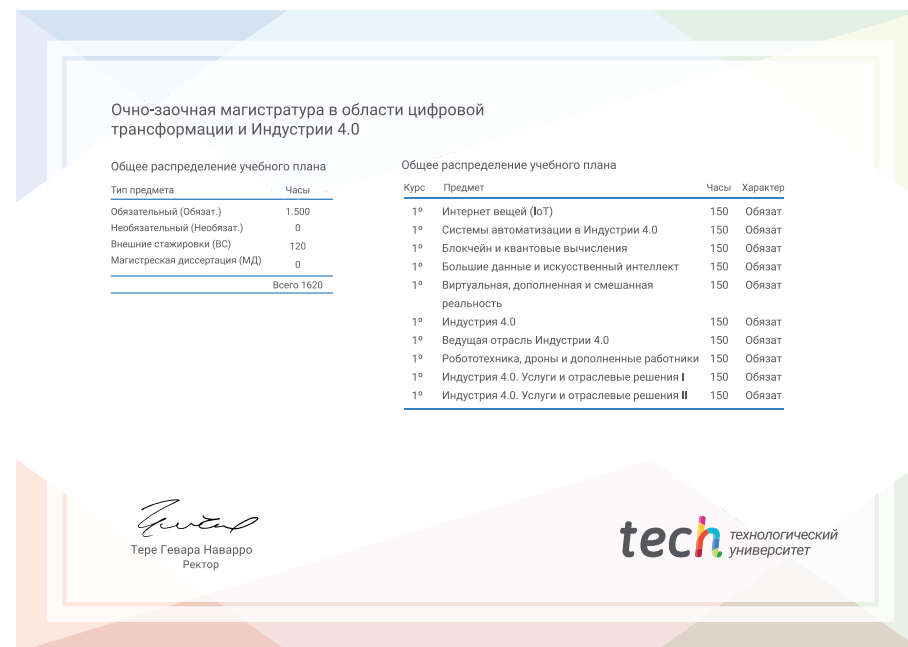 Очно-заочная магистратура в области цифровой
трансформации и Индустрии 4.0
Общее распределение учебного плана
Тип предмета Часы
Обязательный (Обязат.) 1.500
Необязательный (Необязат.) 0
Внешние стажировки (ВС) 120
Магистреская диссертация (МД) 0
Всего 1620
Общее распределение учебного плана
Курс Предмет Часы Характер
1º Интернет вещей (IoT) 150 Обязат
1º Системы автоматизации в Индустрии 4.0 150 Обязат
1º Блокчейн и квантовые вычисления 150 Обязат
1º Большие данные и искусственный интеллект 150 Обязат
1º Виртуальная, дополненная и смешанная 150 Обязат
реальность
1º Индустрия 4.0 150 Обязат
1º Ведущая отрасль Индустрии 4.0 150 Обязат
1º Робототехника, дроны и дополненные работники 150 Обязат
1º Индустрия 4.0. Услуги и отраслевые решения I 150 Обязат
1º Индустрия 4.0. Услуги и отраслевые решения II 150 Обязат
Тере Гевара Наварро
Ректор
tech технологический
университет